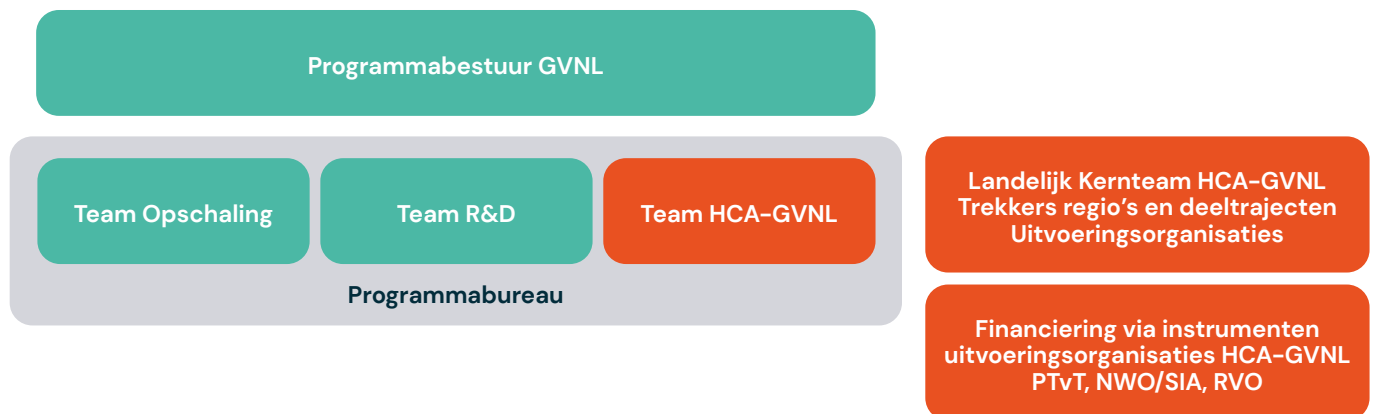 Programmabestuur GVNL
Team Opschaling
Team R&D
Team HCA-GVNL
Programmabureau
Landelijk Kernteam HCA-GVNL
Trekkers regio's en deeltrajecten
Uitvoeringsorganisaties
Financiering via instrumenten
uitvoeringsorganisaties HCA-GVNL
PTvT, NWO/SIA, RVO